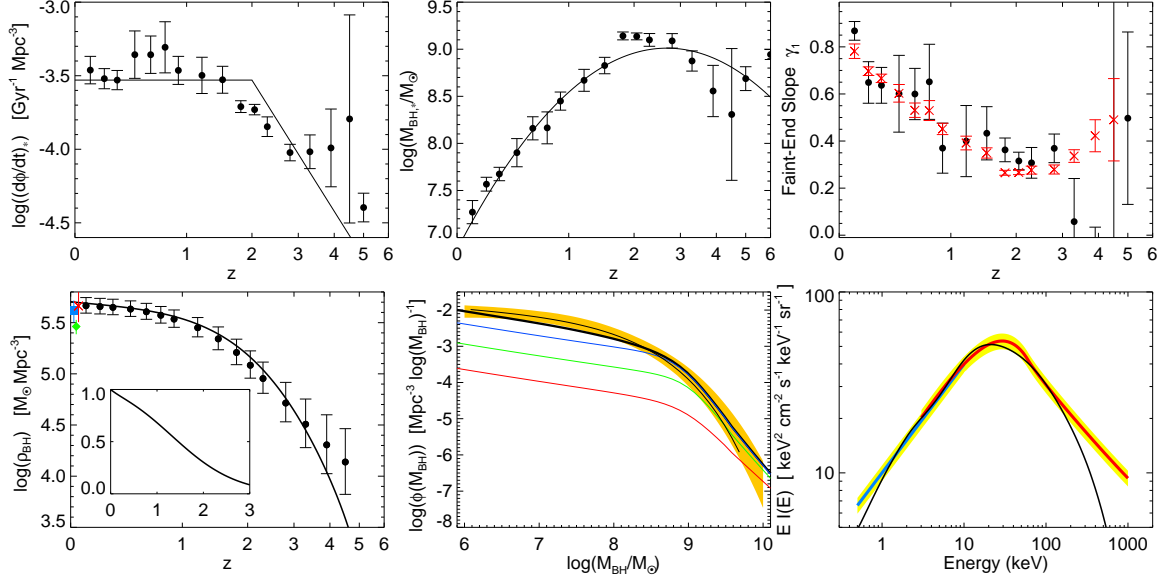 log((dϕ/dt)*) [Gyr⁻¹ Mpc⁻³]
-3.0
-3.5
-4.0
-4.5
0 1 2 3 4 5 6
z
log(M_BH,*/M⊙)
9.5
9.0
8.5
8.0
7.5
7.0
0 1 2 3 4 5 6
z
Faint-End Slope γ₁
0.8
0.6
0.4
0.2
0.0
0 1 2 3 4 5 6
z
log(ρ_BH) [M⊙ Mpc⁻³]
5.5
5.0
4.5
4.0
3.5
1.0
0.5
0.0
0 1 2 3
0 1 2 3 4 5 6
z
log(ϕ(M_BH)) [Mpc⁻³ log(M_BH)⁻¹]
-2
-3
-4
-5
-6
-7
-8
6 7 8 9 10
log(M_BH/M⊙)
E I(E) [ keV² cm⁻² s⁻¹ keV⁻¹ sr⁻¹]
100
10
1 10 100 1000
Energy (keV)